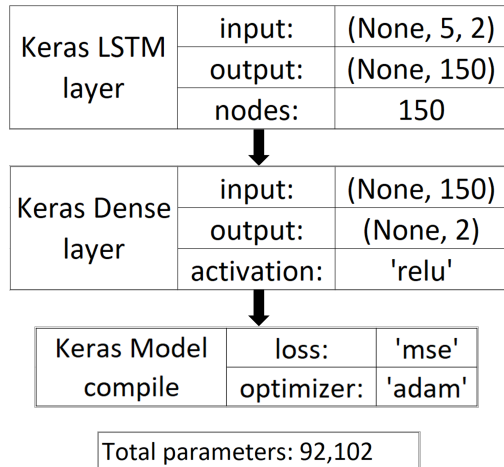 Keras LSTM
layer
input:
(None, 5, 2)
output:
(None, 150)
nodes:
150
Keras Dense
layer
input:
(None, 150)
output:
(None, 2)
activation:
'relu'
Keras Model
compile
loss:
'mse'
optimizer:
'adam'
Total parameters: 92,102